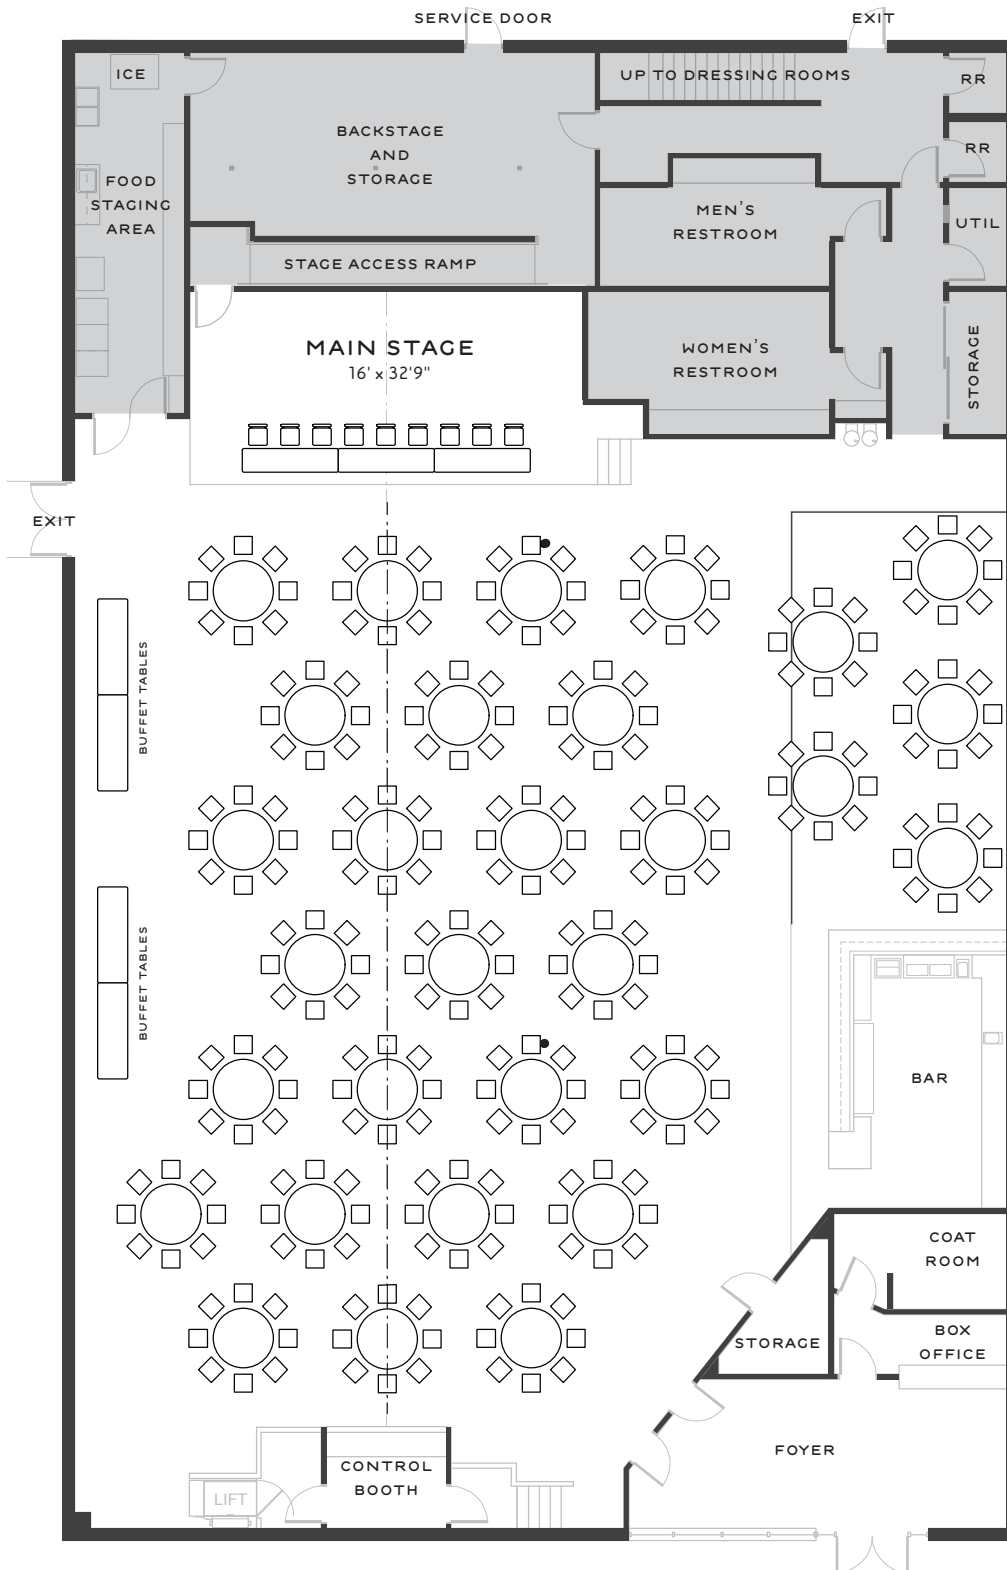 SERVICE DOOR
EXIT
ICE
UP TO DRESSING ROOMS
RR
BACKSTAGE
AND
STORAGE
RR
FOOD
STAGING
AREA
MEN'S
RESTROOM
UTIL
STAGE ACCESS RAMP
MAIN STAGE
16' x 32'9"
WOMEN'S
RESTROOM
STORAGE
EXIT
BUFFET TABLES
BUFFET TABLES
BAR
COAT
ROOM
STORAGE
BOX
OFFICE
FOYER
CONTROL
BOOTH
LIFT